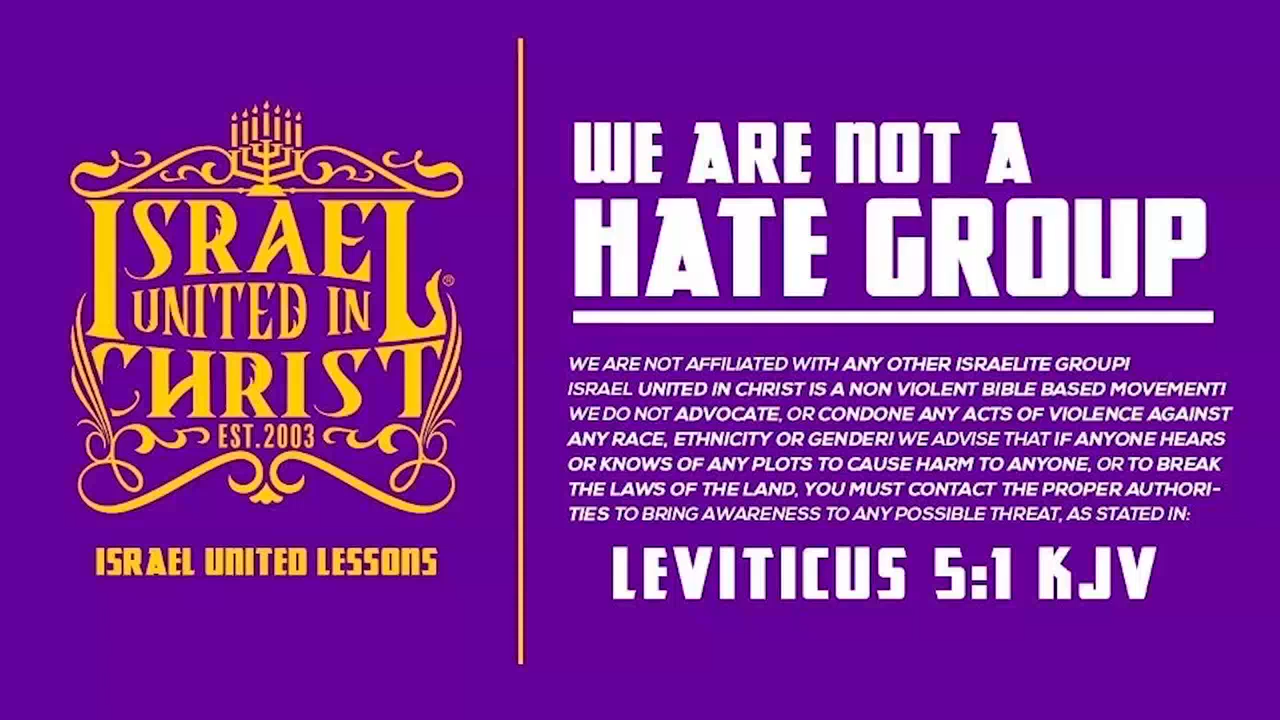 ISRAEL
UNITED IN
CHRIST
EST.2003
ISRAEL UNITED LESSONS
WE ARE NOT A
HATE GROUP
WE ARE NOT AFFILIATED WITH ANY OTHER ISRAELITE GROUP!
ISRAEL UNITED IN CHRIST IS A NON VIOLENT BIBLE BASED MOVEMENT!
WE DO NOT ADVOCATE, OR CONDONE ANY ACTS OF VIOLENCE AGAINST
ANY RACE, ETHNICITY OR GENDER! WE ADVISE THAT IF ANYONE HEARS
OR KNOWS OF ANY PLOTS TO CAUSE HARM TO ANYONE, OR TO BREAK
THE LAWS OF THE LAND, YOU MUST CONTACT THE PROPER AUTHORI-
TIES TO BRING AWARENESS TO ANY POSSIBLE THREAT, AS STATED IN:
LEVITICUS 5:1 KJV